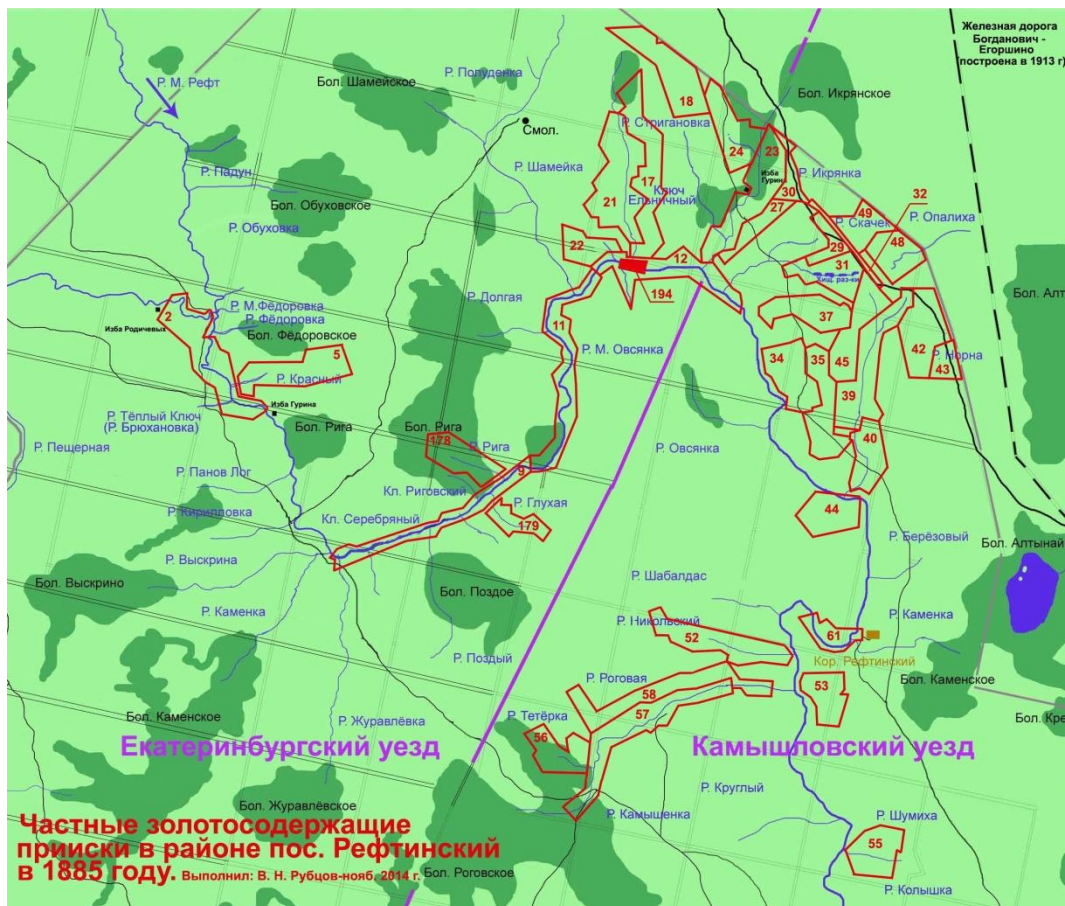 Железная дорога
Богданович -
Егоршино
построена в 1913 г)
Р. М. Рефт
Бол. Шамейское
Р. Полуденка
Бол. Икрянское
18
Смол.
Р. Стригановка
24
23
Р. Падун
Р. Шамейка
17
Изба
Гурина
Р. Икрянка
Ключ
Ельничный
30
32
Бол. Обуховское
21
27
49
Р. Скачек
Р. Опалиха
Р. Обуховка
22
29
48
12
31
194
Р. М.Фёдоровка
Р. Долгая
2
Р. Фёдоровка
Изба Родичевых
Бол. Фёдоровское
11
37
Р. М. Овсянка
5
34
35
45
42
Р. Норна
43
Р. Красный
39
Изба Гурина
Р. Тёплый Ключ
(Р. Брюхановка)
Бол. Рига
Бол. Рига
178
Р. Рига
40
Р. Пещерная
Р. Овсянка
9
Р. Панов Лог
Кл. Риговский
Р. Глухая
Р. Кирилловка
Кл. Серебряный
179
44
Р. Берёзовый
Бол. Алтынай
Р. Выскрина
Бол. Выскрино
Р. Шабалдас
Р. Каменка
Бол. Поздое
Р. Никольский
Р. Каменка
52
61
Р. Поздый
Кор. Рефтинский
Р. Роговая
Бол. Каменское
58
53
Бол. Каменское
Р. Журавлёвка
Р. Тетёрка
57
Бол. Кре
56
Екатеринбургский уезд
Камышловский уезд
Р. Круглый
Бол. Журавлёвское
Р. Камышенка
Р. Шумиха
Частные золотосодержащие
прииски в районе пос. Рефтинский
в 1885 году. Выполнил: В. Н. Рубцов-нояб. 2014 г.
55
Бол. Роговское
Р. Колышка
Бол. Алт